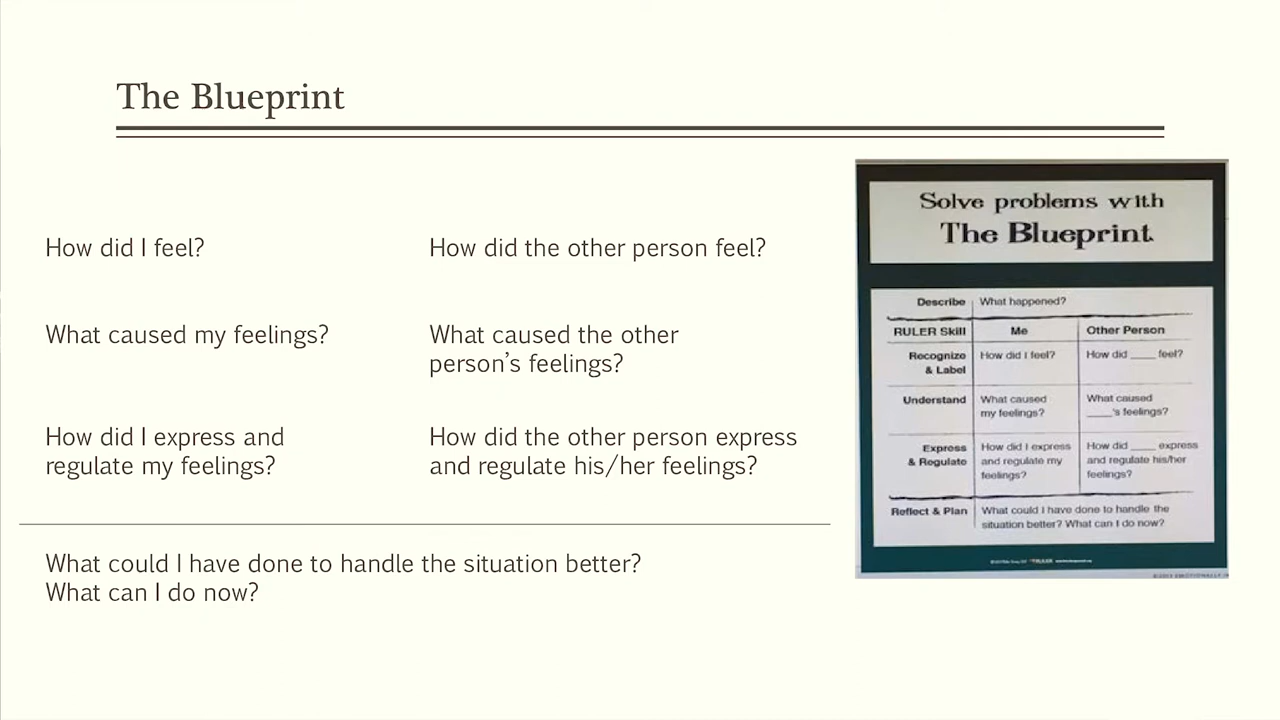 The Blueprint
How did I feel?
How did the other person feel?
What caused my feelings?
What caused the other
person's feelings?
How did I express and
regulate my feelings?
How did the other person express
and regulate his/her feelings?
What could I have done to handle the situation better?
What can I do now?
Solve problems with
The Blueprint
Describe What happened?
RULER Skill Me Other Person
Recognize
& Label
How did I feel?
How did ____ feel?
Understand
What caused
my feelings?
What caused
____'s feelings?
Express
& Regulate
How did I express
and regulate my
feelings?
How did ____ express
and regulate his/her
feelings?
Reflect & Plan
What could I have done to handle the
situation better? What can I do now?
RULER